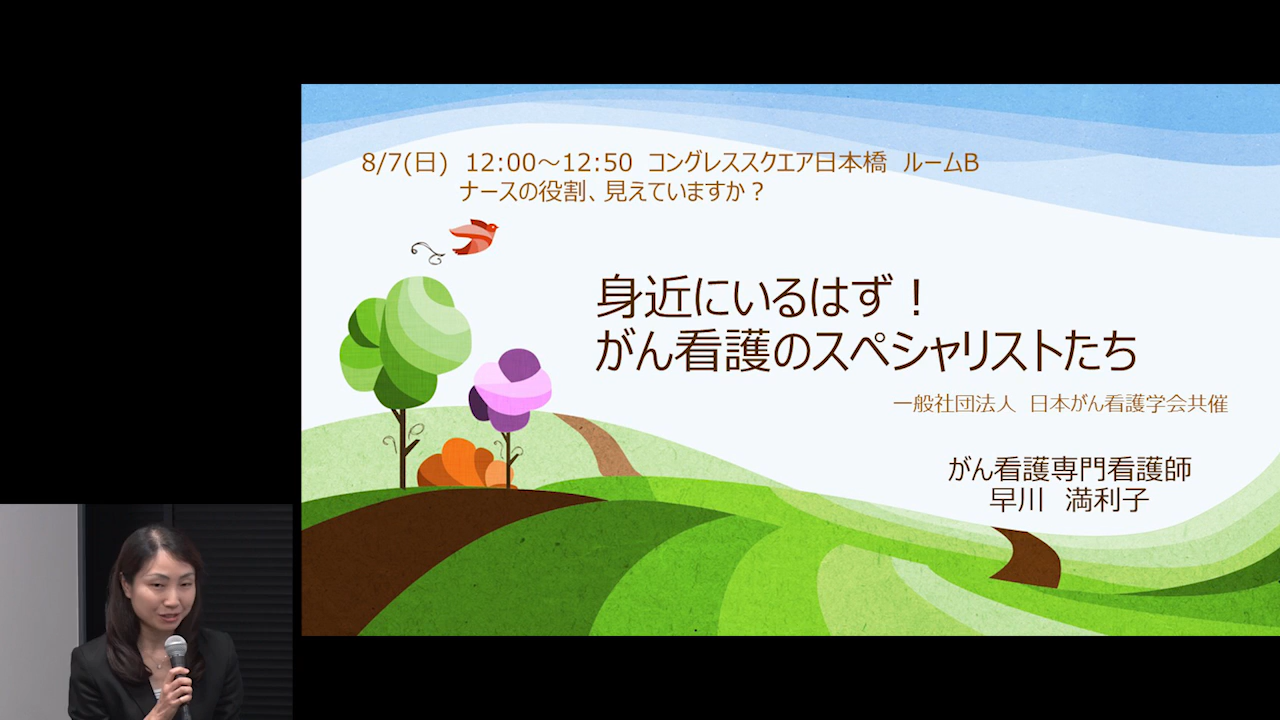 8/7(日) 12:00～12:50 コングレススクエア日本橋 ルームB
ナースの役割、見えていますか？
身近にいるはず！
がん看護のスペシャリストたち
一般社団法人 日本がん看護学会共催
がん看護専門看護師
早川 満利子